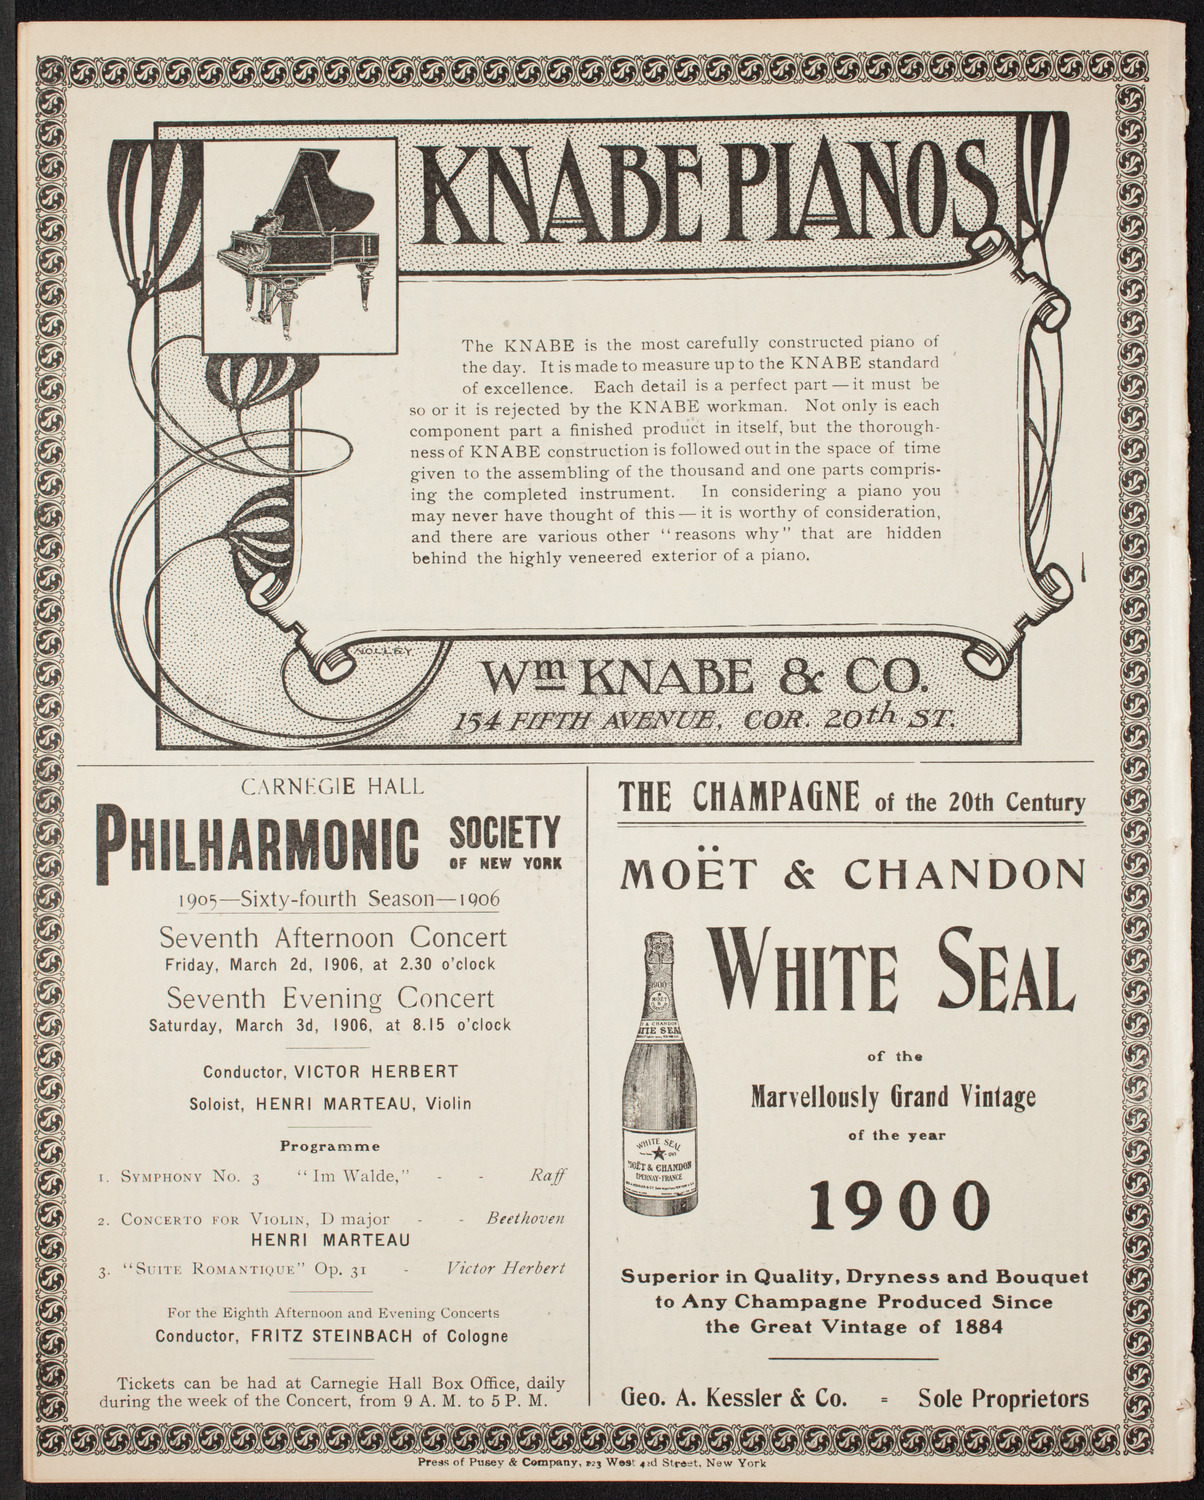 KNABE PIANOS
The KNABE is the most carefully constructed piano of
the day. It is made to measure up to the KNABE standard
of excellence. Each detail is a perfect part — it must be
so or it is rejected by the KNABE workman. Not only is each
component part a finished product in itself, but the thorough-
ness of KNABE construction is followed out in the space of time
given to the assembling of the thousand and one parts compris-
ing the completed instrument. In considering a piano you
may never have thought of this — it is worthy of consideration,
and there are various other "reasons why" that are hidden
behind the highly veneered exterior of a piano.
NOLLEY
Wm KNABE & CO.
154 FIFTH AVENUE, COR. 20th ST.
CARNEGIE HALL
PHILHARMONIC SOCIETY
OF NEW YORK
1905—Sixty-fourth Season—1906
Seventh Afternoon Concert
Friday, March 2d, 1906, at 2.30 o'clock
Seventh Evening Concert
Saturday, March 3d, 1906, at 8.15 o'clock
Conductor, VICTOR HERBERT
Soloist, HENRI MARTEAU, Violin
Programme
1. SYMPHONY NO. 3 "Im Walde," - - Raff
2. CONCERTO FOR VIOLIN, D major - - Beethoven
HENRI MARTEAU
3. "SUITE ROMANTIQUE" Op. 31 - Victor Herbert
For the Eighth Afternoon and Evening Concerts
Conductor, FRITZ STEINBACH of Cologne
Tickets can be had at Carnegie Hall Box Office, daily
during the week of the Concert, from 9 A. M. to 5 P. M.
THE CHAMPAGNE of the 20th Century
MOËT & CHANDON
WHITE SEAL
of the
Marvellously Grand Vintage
of the year
1900
1900
MOËT
& CHANDON
ITE SEA
WHITE SEAL
MOËT & CHANDON
EPERNAY-FRANCE
Superior in Quality, Dryness and Bouquet
to Any Champagne Produced Since
the Great Vintage of 1884
Geo. A. Kessler & Co. = Sole Proprietors
Press of Pusey & Company, 123 West 43d Street, New York